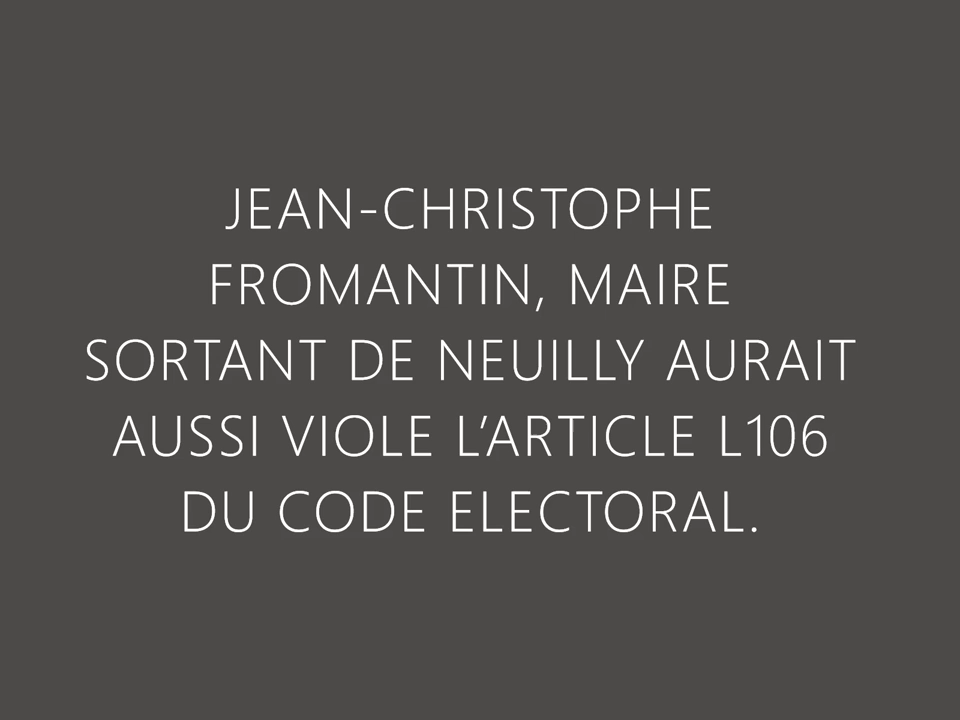 JEAN-CHRISTOPHE
FROMANTIN, MAIRE
SORTANT DE NEUILLY AURAIT
AUSSI VIOLE L’ARTICLE L106
DU CODE ELECTORAL.